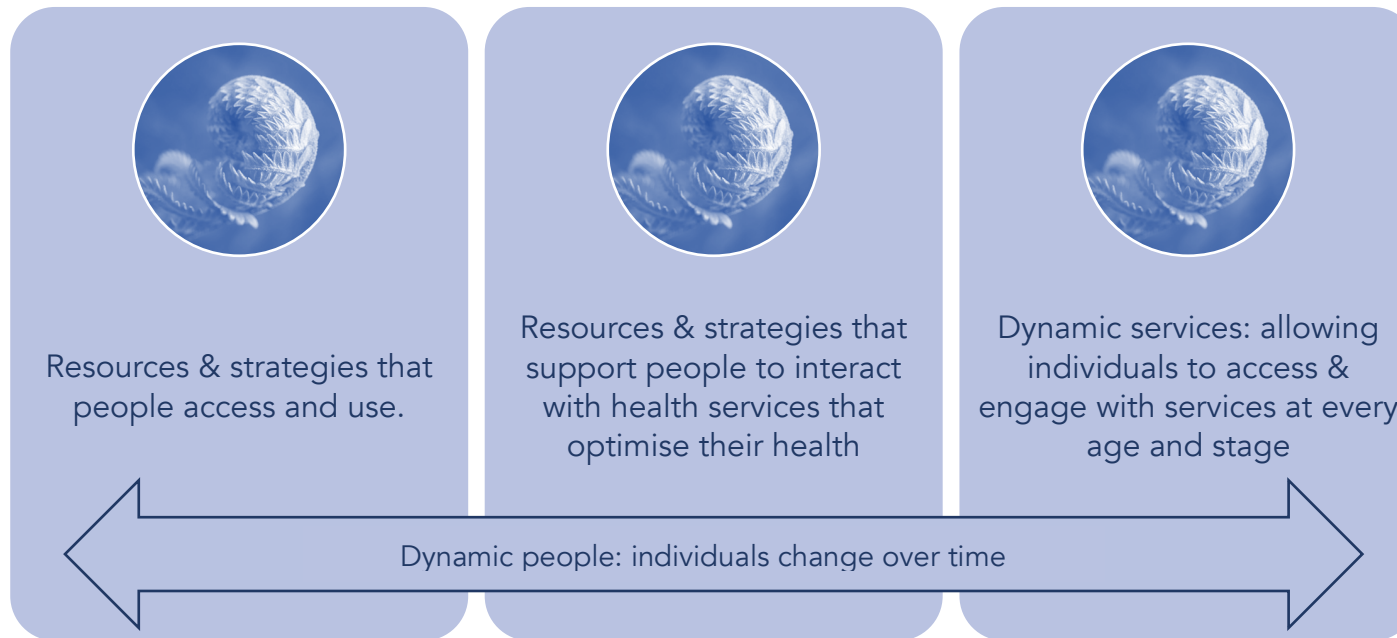 Resources & strategies that
people access and use.
Resources & strategies that
support people to interact
with health services that
optimise their health
Dynamic services: allowing
individuals to access &
engage with services at every
age and stage
Dynamic people: individuals change over time